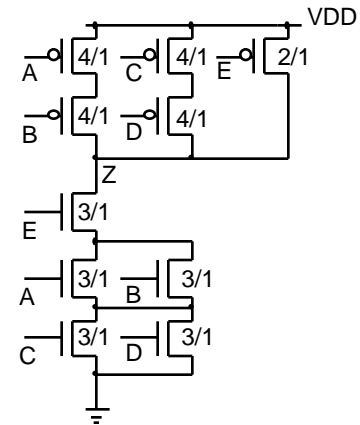 VDD
A 4/1 C 4/1 E 2/1
B 4/1 D 4/1
Z
E 3/1
A 3/1 B 3/1
C 3/1 D 3/1